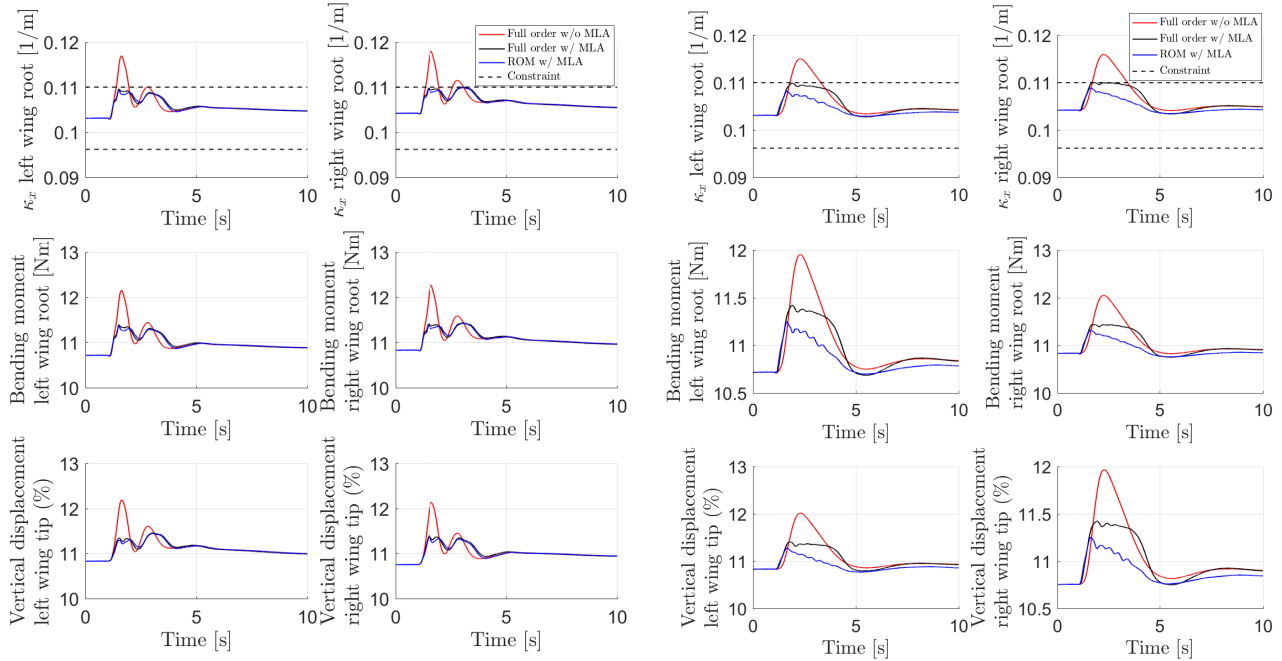 κx left wing root [1/m]
0.12
0.11
0.1
0.09
0
5
10
Time [s]
κx right wing root [1/m]
0.12
0.11
0.1
0.09
0
5
10
Time [s]
Full order w/o MLA
Full order w/ MLA
ROM w/ MLA
Constraint
κx left wing root [1/m]
0.12
0.11
0.1
0.09
0
5
10
Time [s]
κx right wing root [1/m]
0.12
0.11
0.1
0.09
0
5
10
Time [s]
Full order w/o MLA
Full order w/ MLA
ROM w/ MLA
Constraint
Bending moment
left wing root [Nm]
13
12
11
10
0
5
10
Time [s]
Bending moment
right wing root [Nm]
13
12
11
10
0
5
10
Time [s]
Bending moment
left wing root [Nm]
12
11.5
11
10.5
0
5
10
Time [s]
Bending moment
right wing root [Nm]
13
12
11
10
0
5
10
Time [s]
Vertical displacement
left wing tip (%)
13
12
11
10
0
5
10
Time [s]
Vertical displacement
right wing tip (%)
13
12
11
10
0
5
10
Time [s]
Vertical displacement
left wing tip (%)
13
12
11
10
0
5
10
Time [s]
Vertical displacement
right wing tip (%)
12
11.5
11
10.5
0
5
10
Time [s]